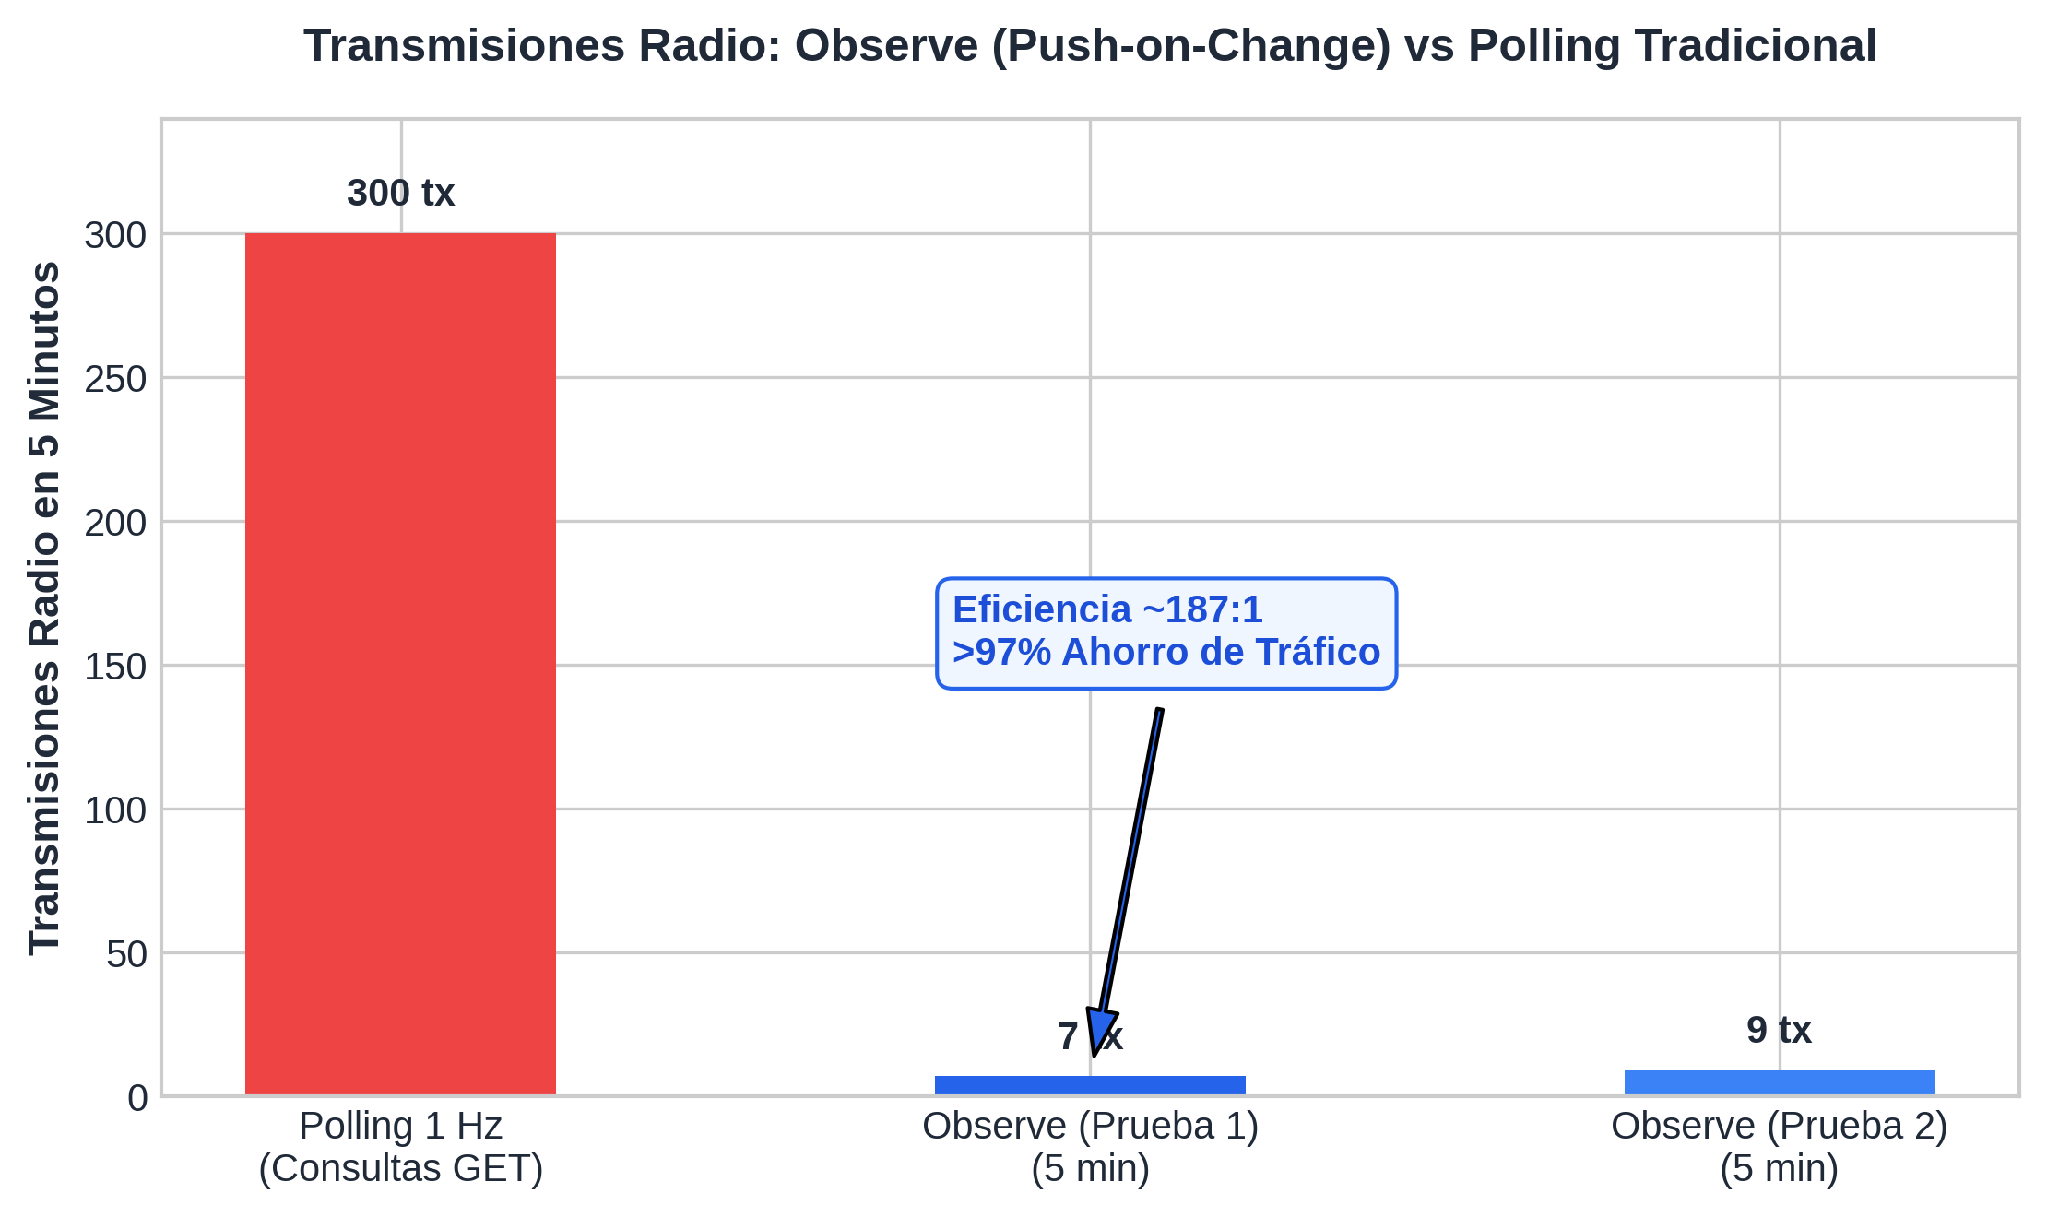 Transmisiones Radio: Observe (Push-on-Change) vs Polling Tradicional
Transmisiones Radio en 5 Minutos
300
250
200
150
100
50
0
300 tx
Eficiencia ~187:1
>97% Ahorro de Tráfico
7 x
9 tx
Polling 1 Hz
(Consultas GET)
Observe (Prueba 1)
(5 min)
Observe (Prueba 2)
(5 min)